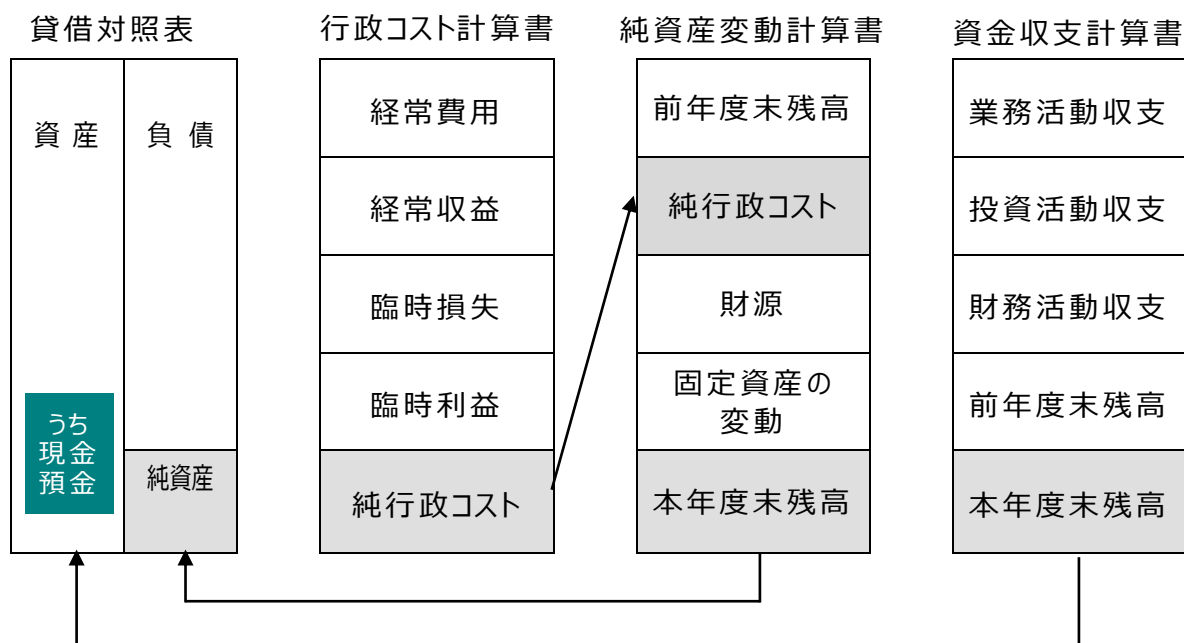 貸借対照表
資産
負債
うち
現金
預金
純資産
行政コスト計算書
経常費用
経常収益
臨時損失
臨時利益
純行政コスト
純資産変動計算書
前年度末残高
純行政コスト
財源
固定資産の
変動
本年度末残高
資金収支計算書
業務活動収支
投資活動収支
財務活動収支
前年度末残高
本年度末残高